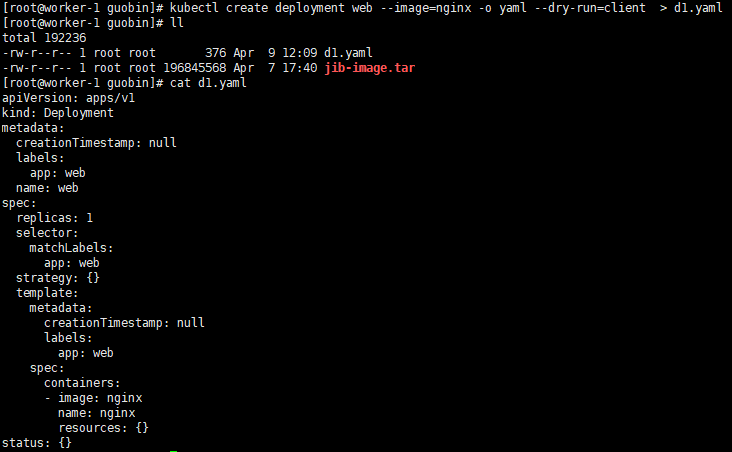 [root@worker-1 guobin]# kubectl create deployment web --image=nginx -o yaml --dry-run=client  > d1.yaml
[root@worker-1 guobin]# ll
total 192236
-rw-r--r-- 1 root root       376 Apr  9 12:09 d1.yaml
-rw-r--r-- 1 root root 196845568 Apr  7 17:40 jib-image.tar
[root@worker-1 guobin]# cat d1.yaml
apiVersion: apps/v1
kind: Deployment
metadata:
  creationTimestamp: null
  labels:
    app: web
  name: web
spec:
  replicas: 1
  selector:
    matchLabels:
      app: web
  strategy: {}
  template:
    metadata:
      creationTimestamp: null
      labels:
        app: web
    spec:
      containers:
      - image: nginx
        name: nginx
        resources: {}
status: {}